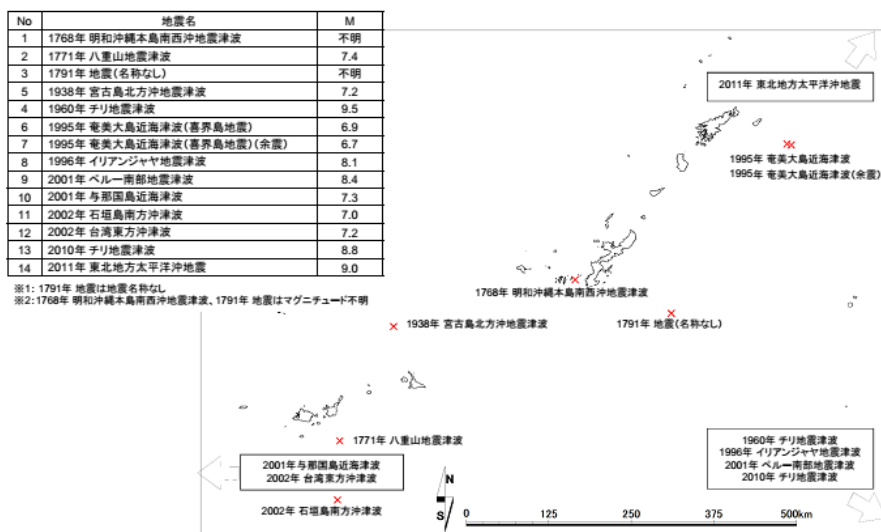 No 地震名 M
1 1768年 明和沖縄本島南西沖地震津波 不明
2 1771年 八重山地震津波 7.4
3 1791年 地震(名称なし) 不明
5 1938年 宮古島北方沖地震津波 7.2
4 1960年 チリ地震津波 9.5
6 1995年 奄美大島近海津波(喜界島地震) 6.9
7 1995年 奄美大島近海津波(喜界島地震)(余震) 6.7
8 1996年 イリアンジャヤ地震津波 8.1
9 2001年 ペルー南部地震津波 8.4
10 2001年 与那国島近海津波 7.3
11 2002年 石垣島南方沖津波 7.0
12 2002年 台湾東方沖津波 7.2
13 2010年 チリ地震津波 8.8
14 2011年 東北地方太平洋沖地震 9.0
※1: 1791年 地震は地震名称なし
※2: 1768年 明和沖縄本島南西沖地震津波、1791年 地震はマグニチュード不明
2011年 東北地方太平洋沖地震
1995年 奄美大島近海津波
1995年 奄美大島近海津波(余震)
1768年 明和沖縄本島南西沖地震津波
1938年 宮古島北方沖地震津波
1791年 地震(名称なし)
1771年 八重山地震津波
2001年与那国島近海津波
2002年 台湾東方沖津波
2002年 石垣島南方沖津波
1960年 チリ地震津波
1996年 イリアンジャヤ地震津波
2001年 ペルー南部地震津波
2010年 チリ地震津波
N
S
0 125 250 375 500km